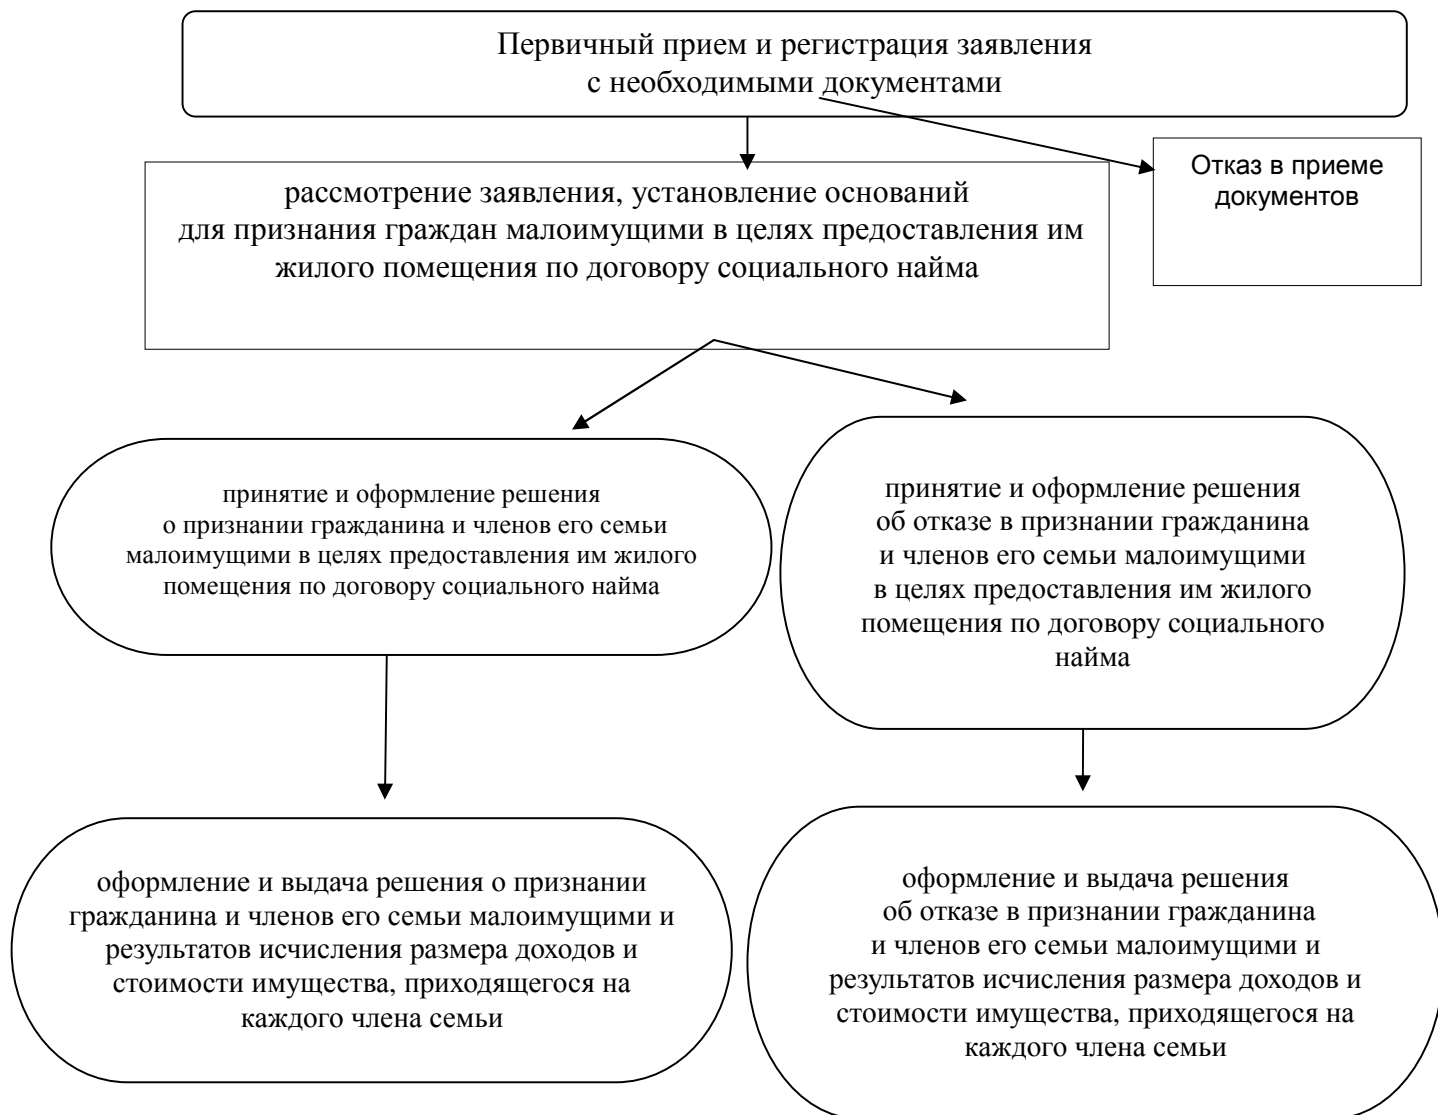 Первичный прием и регистрация заявления
с необходимыми документами
Отказ в приеме
документов
рассмотрение заявления, установление оснований
для признания граждан малоимущими в целях предоставления им
жилого помещения по договору социального найма
принятие и оформление решения
о признании гражданина и членов его семьи
малоимущими в целях предоставления им жилого
помещения по договору социального найма
принятие и оформление решения
об отказе в признании гражданина
и членов его семьи малоимущими
в целях предоставления им жилого
помещения по договору социального
найма
оформление и выдача решения о признании
гражданина и членов его семьи малоимущими и
результатов исчисления размера доходов и
стоимости имущества, приходящегося на
каждого члена семьи
оформление и выдача решения
об отказе в признании гражданина
и членов его семьи малоимущими и
результатов исчисления размера доходов и
стоимости имущества, приходящегося на
каждого члена семьи